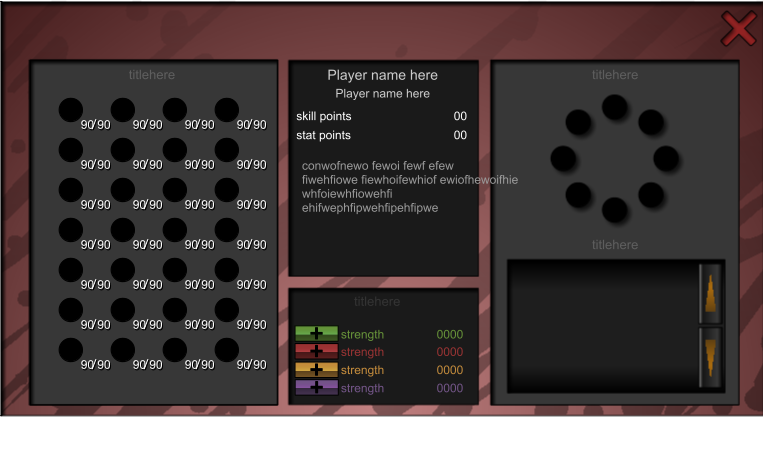 titlehere
90/90 90/90 90/90 90/90
90/90 90/90 90/90 90/90
90/90 90/90 90/90 90/90
90/90 90/90 90/90 90/90
90/90 90/90 90/90 90/90
90/90 90/90 90/90 90/90
90/90 90/90 90/90 90/90
Player name here
Player name here
skill points 00
stat points 00
conwofnewo fewoi fewf efew
fiwehfiowe fiewhoifewhiof ewiofhewoifhie
whfoiewhfiowehfi
ehifwephfipwehfipehfipwe
titlehere
strength 0000
strength 0000
strength 0000
strength 0000
titlehere
titlehere